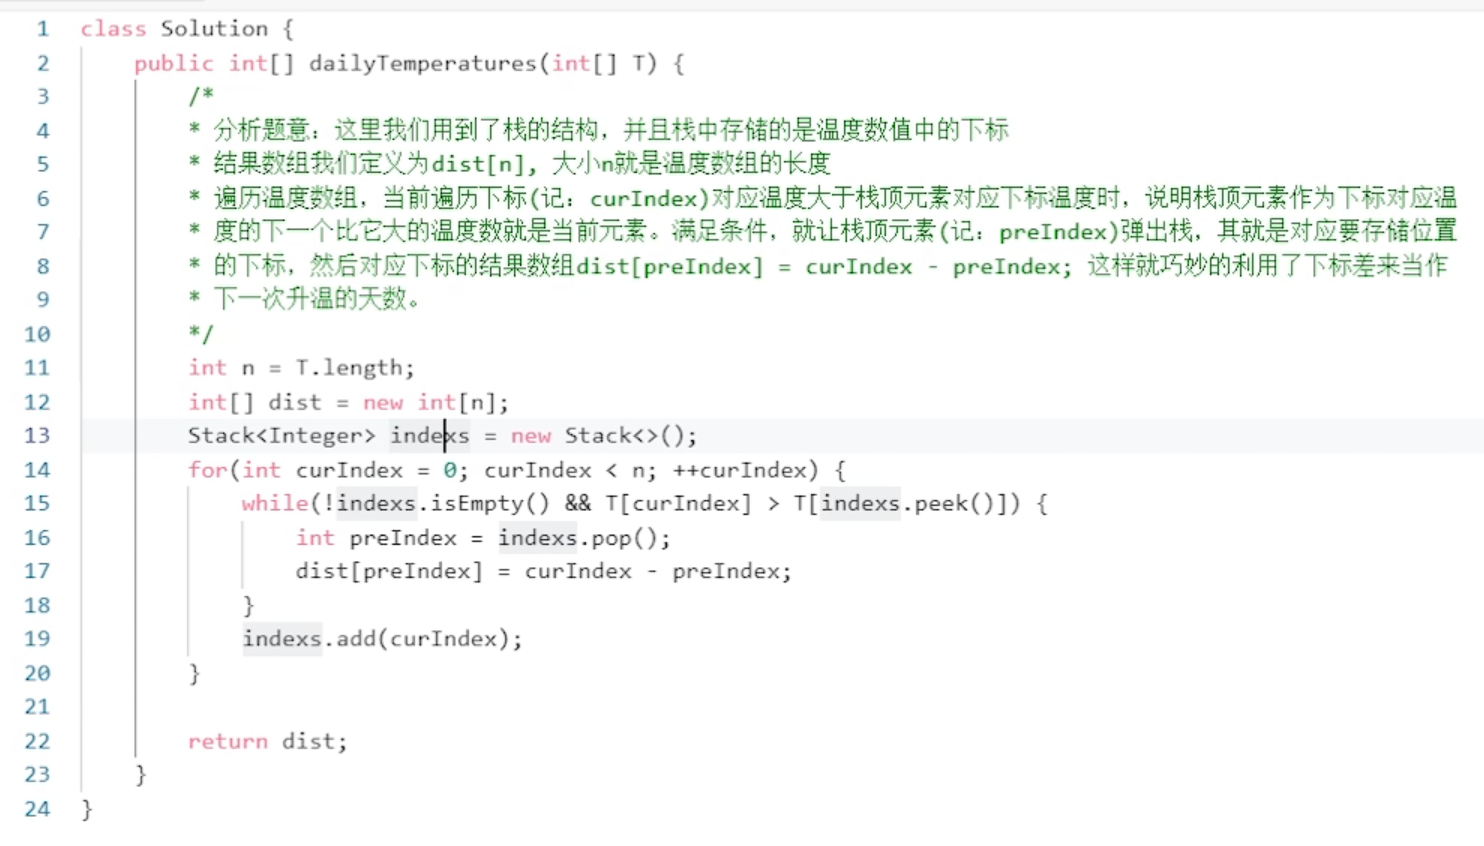 1 class Solution {
2 public int[] dailyTemperatures(int[] T) {
3 /*
4 * 分析题意：这里我们用到了栈的结构，并且栈中存储的是温度数值中的下标
5 * 结果数组我们定义为dist[n]，大小n就是温度数组的长度
6 * 遍历温度数组，当前遍历下标(记：curIndex)对应温度大于栈顶元素对应下标温度时，说明栈顶元素作为下标对应温
7 * 度的下一个比它大的温度数就是当前元素。满足条件，就让栈顶元素(记：preIndex)弹出栈，其就是对应要存储位置
8 * 的下标，然后对应下标的结果数组dist[preIndex] = curIndex - preIndex; 这样就巧妙的利用了下标差来当作
9 * 下一次升温的天数。
10 */
11 int n = T.length;
12 int[] dist = new int[n];
13 Stack<Integer> indexs = new Stack<>();
14 for(int curIndex = 0; curIndex < n; ++curIndex) {
15 while(!indexs.isEmpty() && T[curIndex] > T[indexs.peek()]) {
16 int preIndex = indexs.pop();
17 dist[preIndex] = curIndex - preIndex;
18 }
19 indexs.add(curIndex);
20 }
21
22 return dist;
23 }
24 }